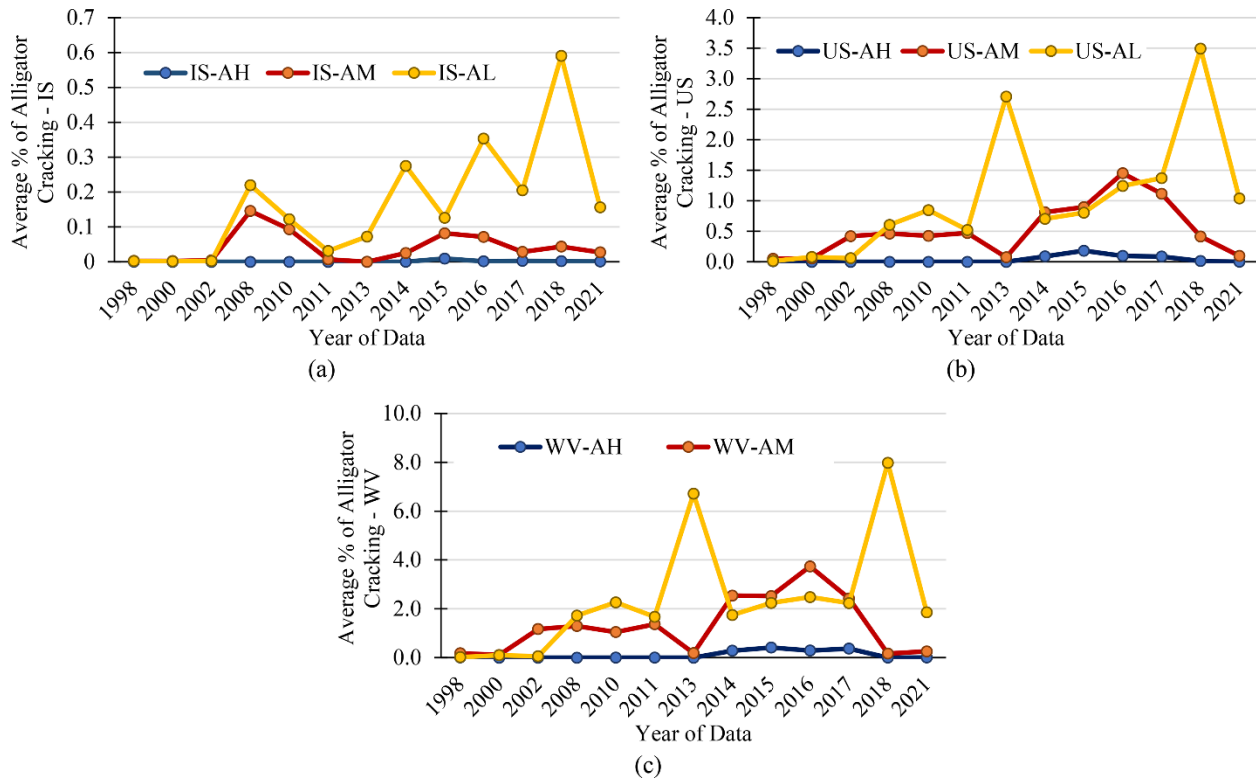 0.7
0.6
0.5
0.4
0.3
0.2
0.1
0
Average % of Alligator
Cracking - IS
IS-AH IS-AM IS-AL
1998 2000 2002 2008 2010 2011 2013 2014 2015 2016 2017 2018 2021
Year of Data
(a)
4.0
3.5
3.0
2.5
2.0
1.5
1.0
0.5
0.0
Average % of Alligator
Cracking - US
US-AH US-AM US-AL
1998 2000 2002 2008 2010 2011 2013 2014 2015 2016 2017 2018 2021
Year of Data
(b)
10.0
8.0
6.0
4.0
2.0
0.0
Average % of Alligator
Cracking - WV
WV-AH WV-AM
1998 2000 2002 2008 2010 2011 2013 2014 2015 2016 2017 2018 2021
Year of Data
(c)